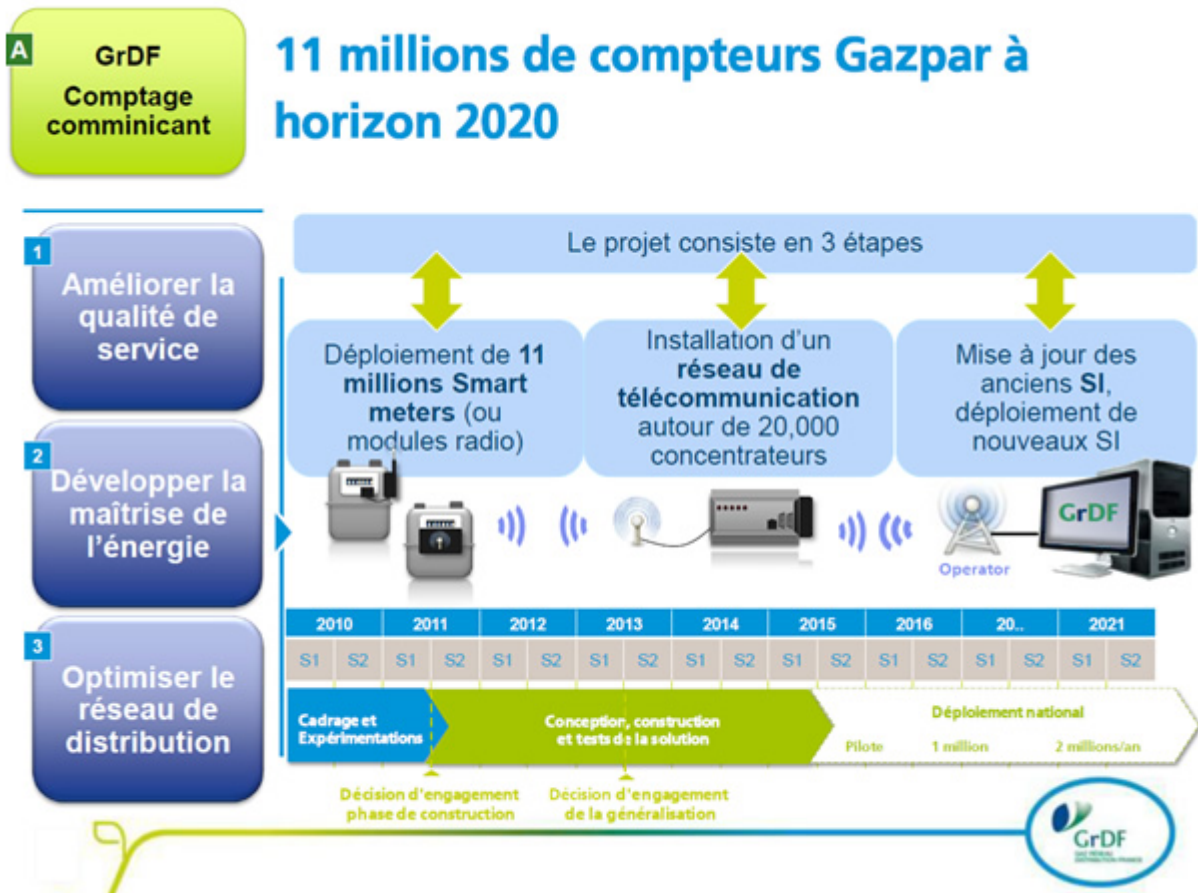 A
GrDF
Comptage
comminicant
11 millions de compteurs Gazpar à
horizon 2020
1
Améliorer la
qualité de
service
2
Développer la
maîtrise de
l'énergie
3
Optimiser le
réseau de
distribution
Le projet consiste en 3 étapes
Déploiement de 11
millions Smart
meters (ou
modules radio)
Installation d'un
réseau de
télécommunication
autour de 20,000
concentrateurs
Mise à jour des
anciens SI,
déploiement de
nouveaux SI
GrDF
Operator
2010 2011 2012 2013 2014 2015 2016 20.. 2021
S1 S2 S1 S2 S1 S2 S1 S2 S1 S2 S1 S2 S1 S2 S1 S2 S1 S2
Cadrage et
Expérimentations
Conception, construction
et tests de la solution
Déploiement national
Pilote 1 million 2 millions/an
Décision d'engagement
phase de construction
Décision d'engagement
de la généralisation
GrDF
GAZ RÉSEAU
DISTRIBUTION FRANCE